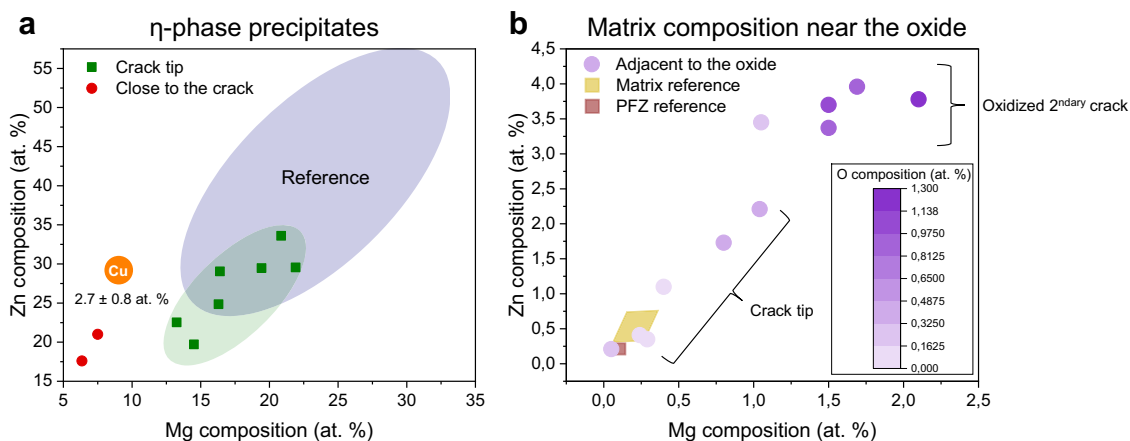 a
η-phase precipitates
Zn composition (at. %)
55
50
45
40
35
30
25
20
15
Crack tip
Close to the crack
Reference
Cu
2.7 ± 0.8 at. %
5
10
15
20
25
30
35
Mg composition (at. %)
b
Matrix composition near the oxide
Zn composition (at. %)
4,5
4,0
3,5
3,0
2,5
2,0
1,5
1,0
0,5
0,0
Adjacent to the oxide
Matrix reference
PFZ reference
Oxidized 2ndary crack
Crack tip
O composition (at. %)
1,300
1,138
0,9750
0,8130
0,6500
0,4875
0,3250
0,1625
0,000
0,0
0,5
1,0
1,5
2,0
2,5
Mg composition (at. %)